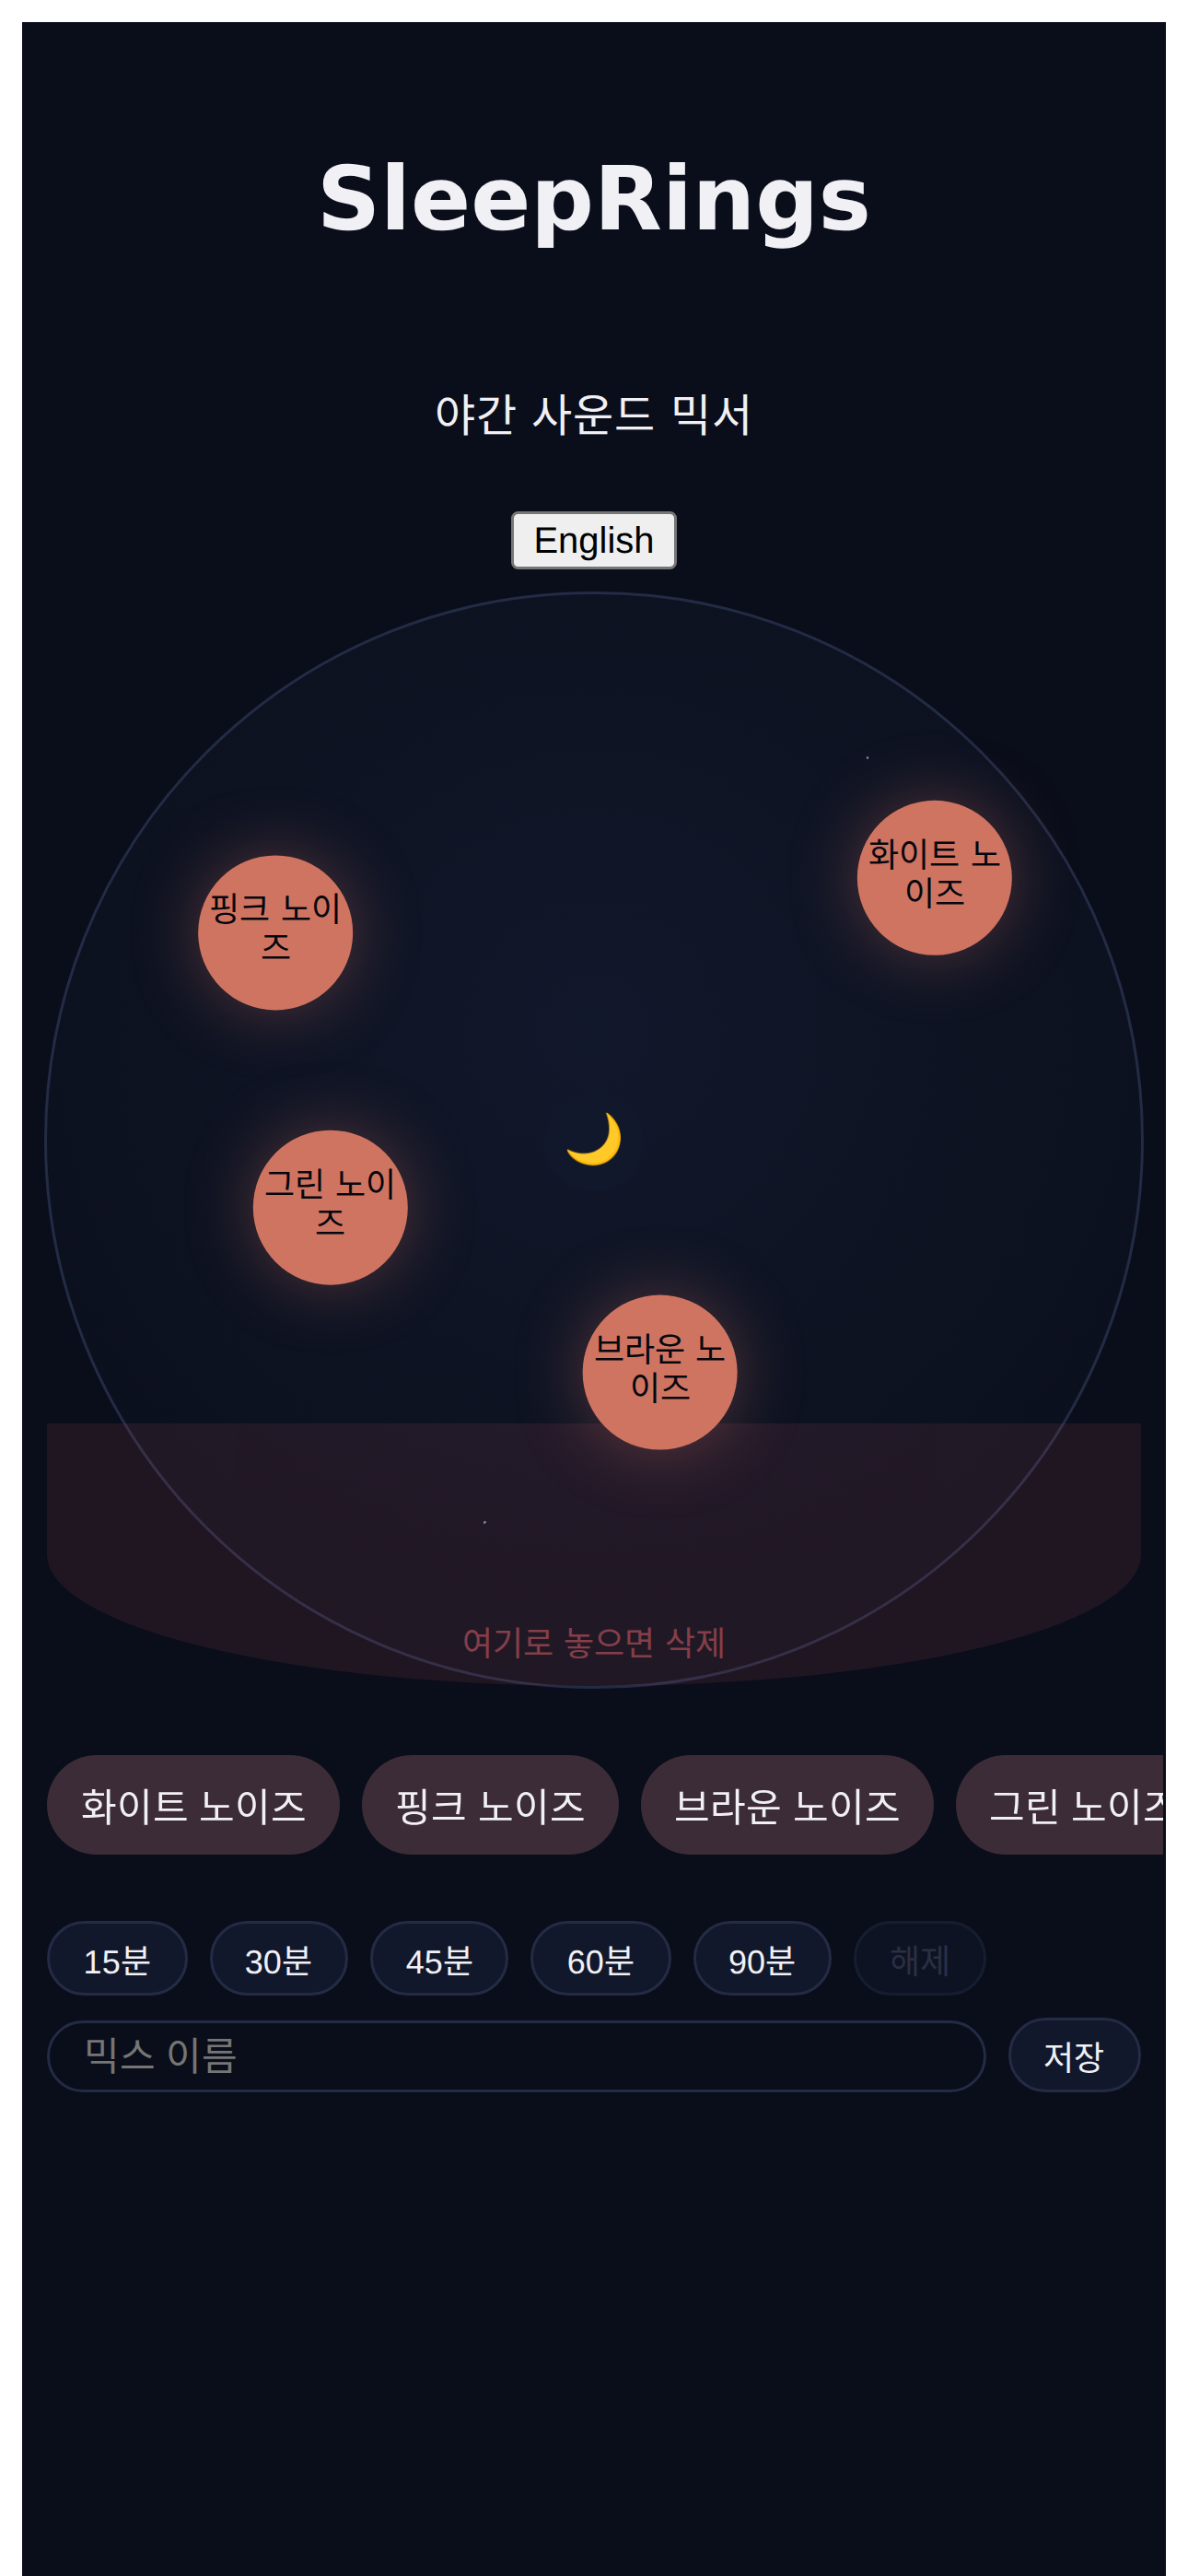 SleepRings
야간 사운드 믹서
English
화이트 노
이즈
핑크 노이
즈
그린 노이
즈
브라운 노
이즈
여기로 놓으면 삭제
화이트 노이즈 핑크 노이즈 브라운 노이즈 그린 노이즈
15분 30분 45분 60분 90분 해제
믹스 이름 저장